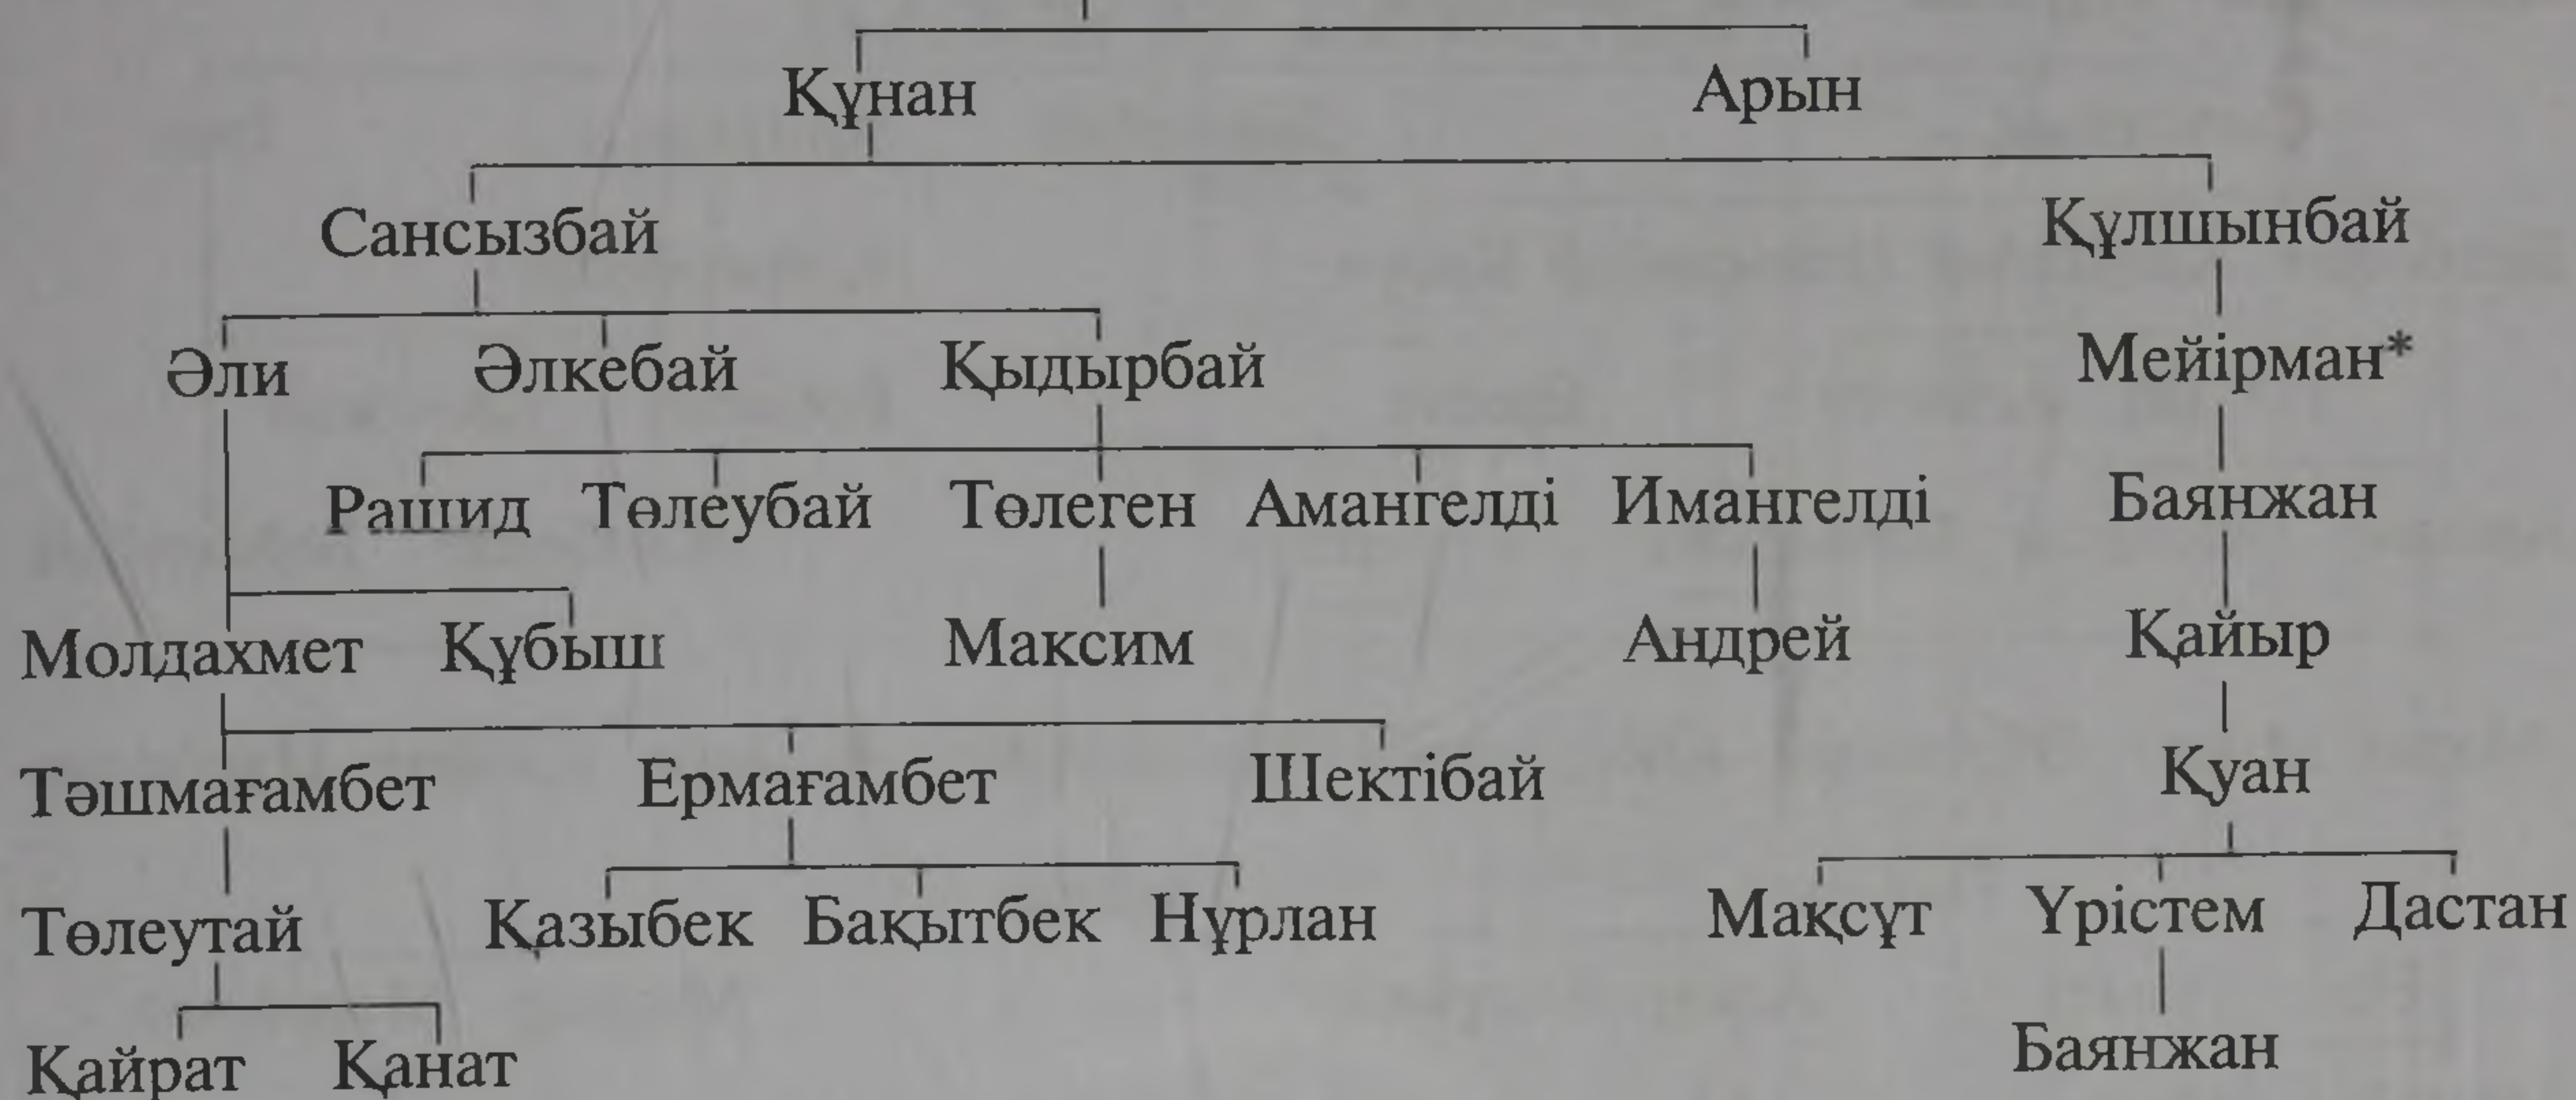 Құнан Арын
Сансызбай Құлшынбай
Әли Әлкебай Қыдырбай Мейірман*
Рашид Төлеубай Төлеген Амангелді Имангелді Баянжан
Молдахмет Құбыш Максим Андрей Қайыр
Тәшмағамбет Ермағамбет Шектібай Қуан
Төлеутай Қазыбек Бақытбек Нұрлан Мақсұт Үрістем Дастан
Қайрат Қанат Баянжан